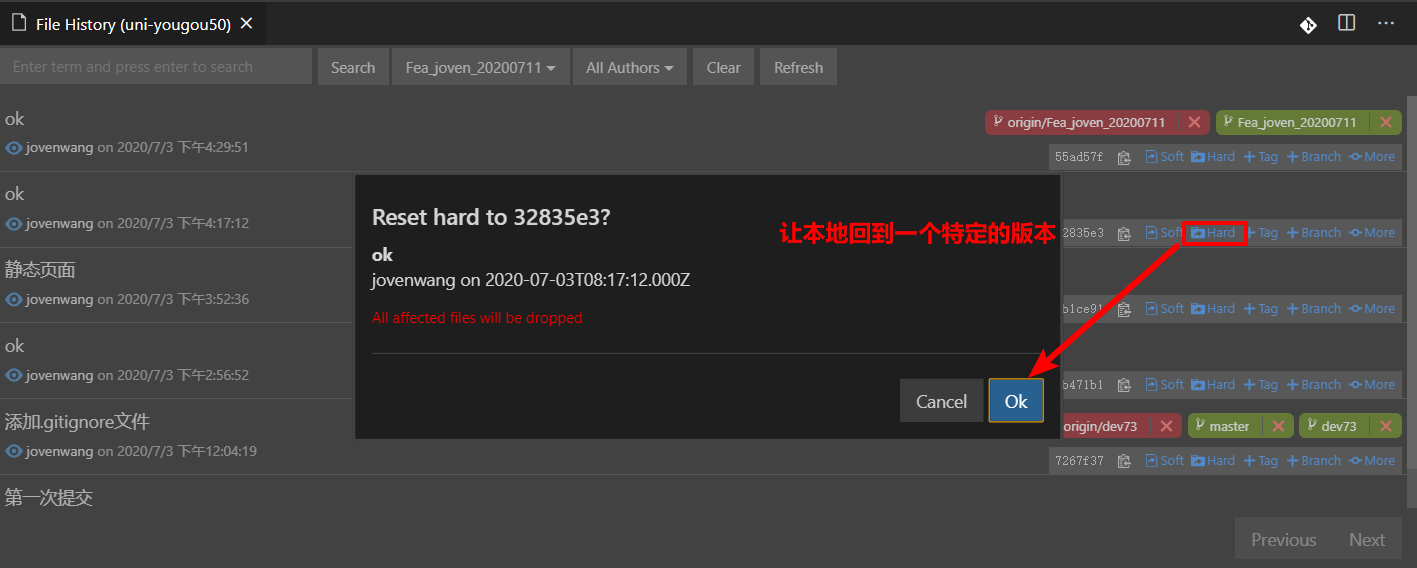 File History (uni-yougou50)
Enter term and press enter to search
Search
Fea_joven_20200711
All Authors
Clear
Refresh
ok
origin/Fea_joven_20200711
Fea_joven_20200711
jovenwang on 2020/7/3 下午4:29:51
55ad57f Soft Hard Tag Branch More
ok
jovenwang on 2020/7/3 下午4:17:12
2835e3 Soft Hard Tag Branch More
静态页面
jovenwang on 2020/7/3 下午3:52:36
b1ce91 Soft Hard Tag Branch More
ok
jovenwang on 2020/7/3 下午2:56:52
b471b1 Soft Hard Tag Branch More
添加.gitignore文件
origin/dev73
master
dev73
jovenwang on 2020/7/3 下午12:04:19
7267f37 Soft Hard Tag Branch More
第一次提交
Previous
Next
Reset hard to 32835e3?
让本地回到一个特定的版本
ok
jovenwang on 2020-07-03T08:17:12.000Z
All affected files will be dropped
Cancel
Ok